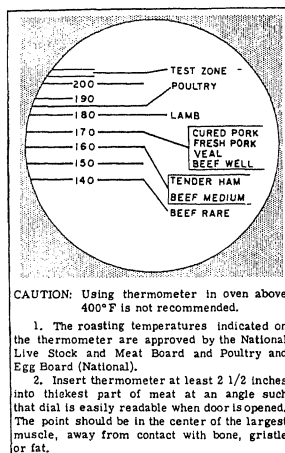 TEST ZONE
200
POULTRY
190
180 LAMB
170
CURED PORK
FRESH PORK
VEAL
BEEF WELL
160
TENDER HAM
BEEF MEDIUM
150
140
BEEF RARE
CAUTION: Using thermometer in oven above
400° F is not recommended.
1. The roasting temperatures indicated on
the thermometer are approved by the National
Live Stock and Meat Board and Poultry and
Egg Board (National).
2. Insert thermometer at least 2 1/2 inches
into thickest part of meat at an angle such
that dial is easily readable when door is opened.
The point should be in the center of the largest
muscle, away from contact with bone, gristle
or fat.